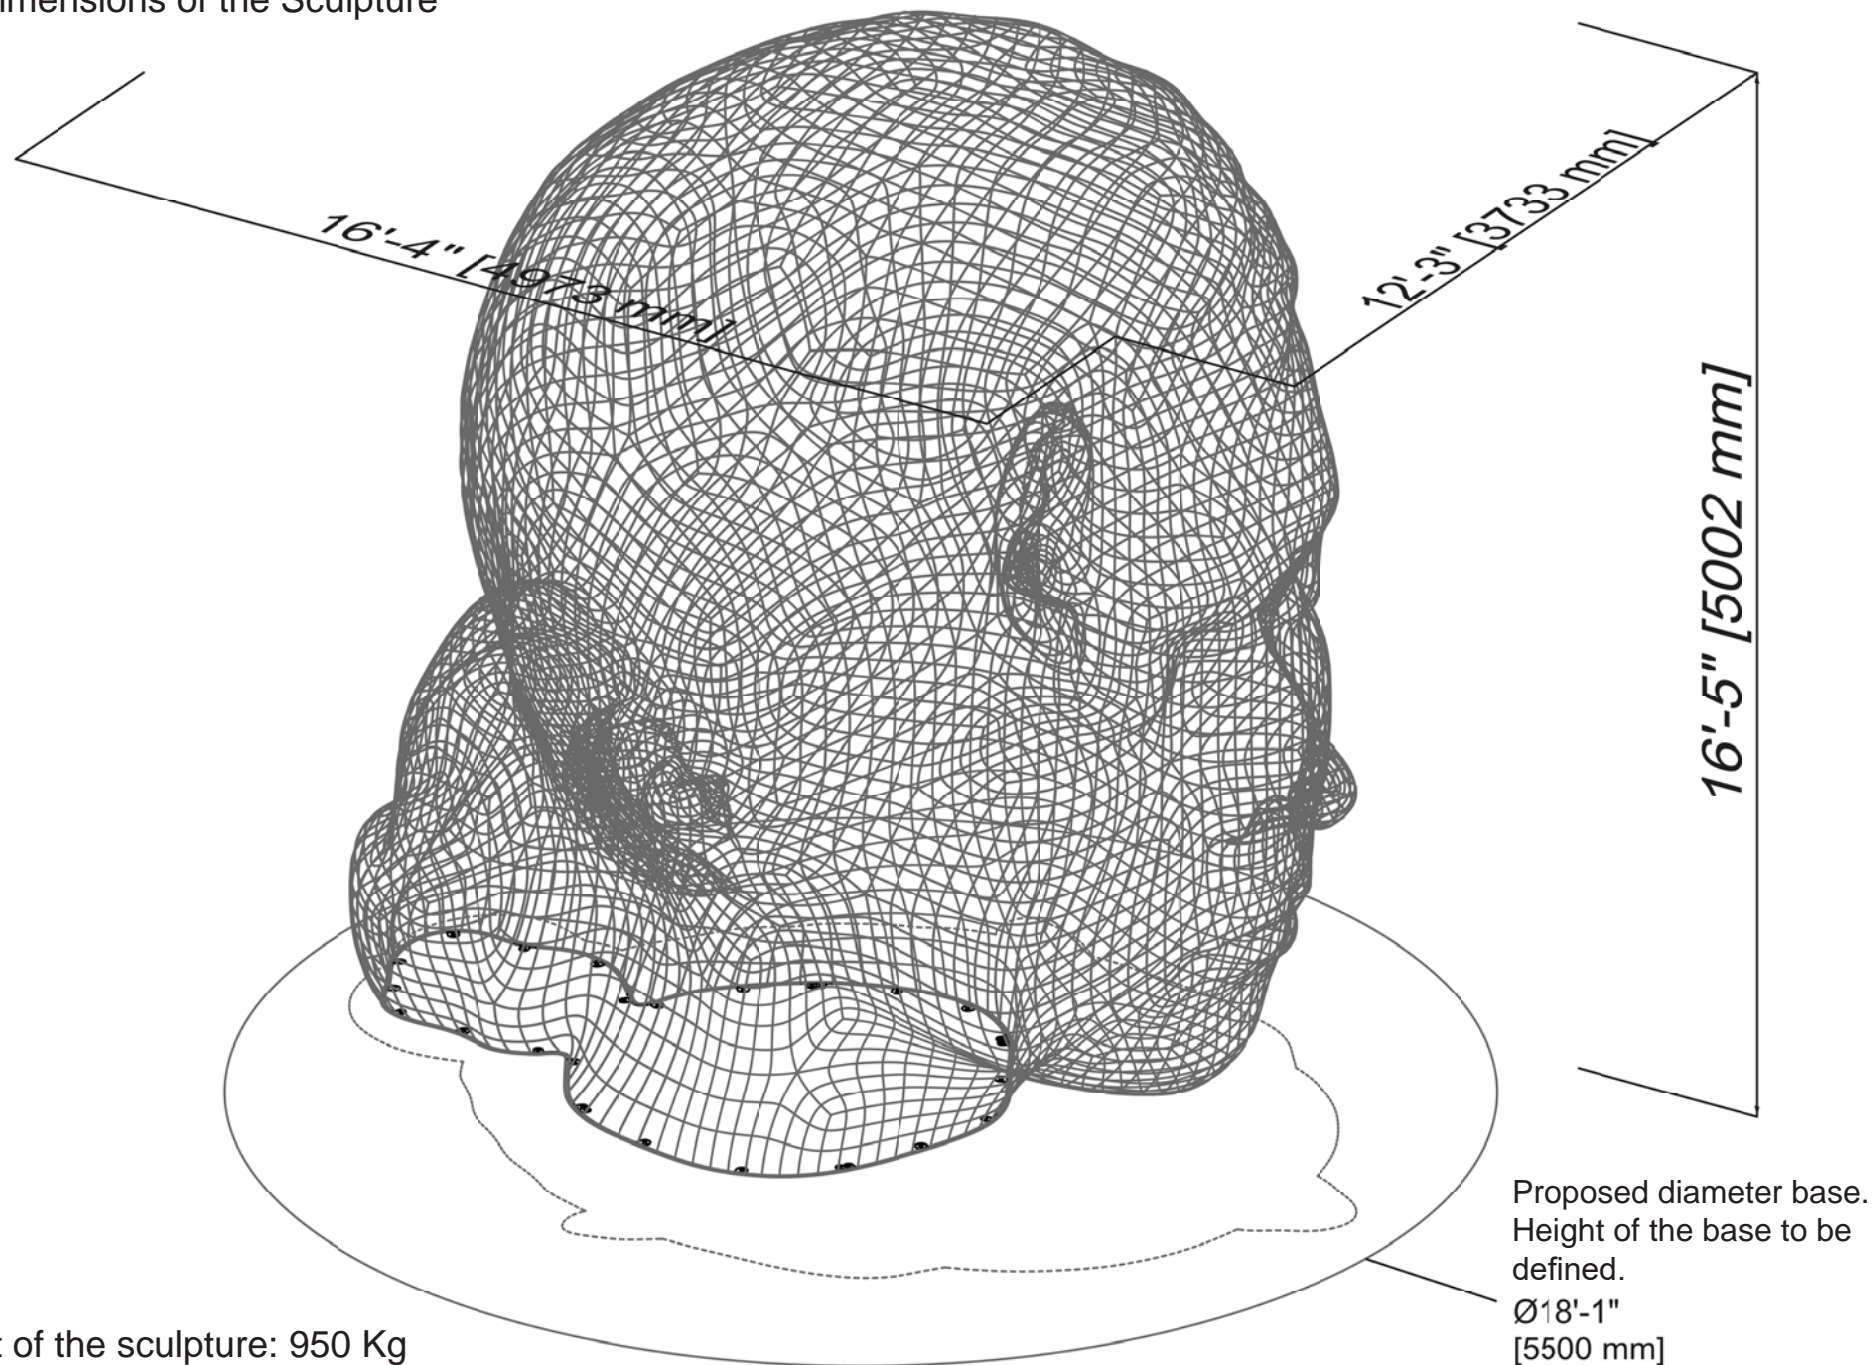 of the Sculpture
16'-4" [4973 mm]
12'-3" [3733 mm]
16'-5" [5002 mm]
Proposed diameter base.
Height of the base to be
defined.
Ø18'-1"
[5500 mm]
of the sculpture: 950 Kg